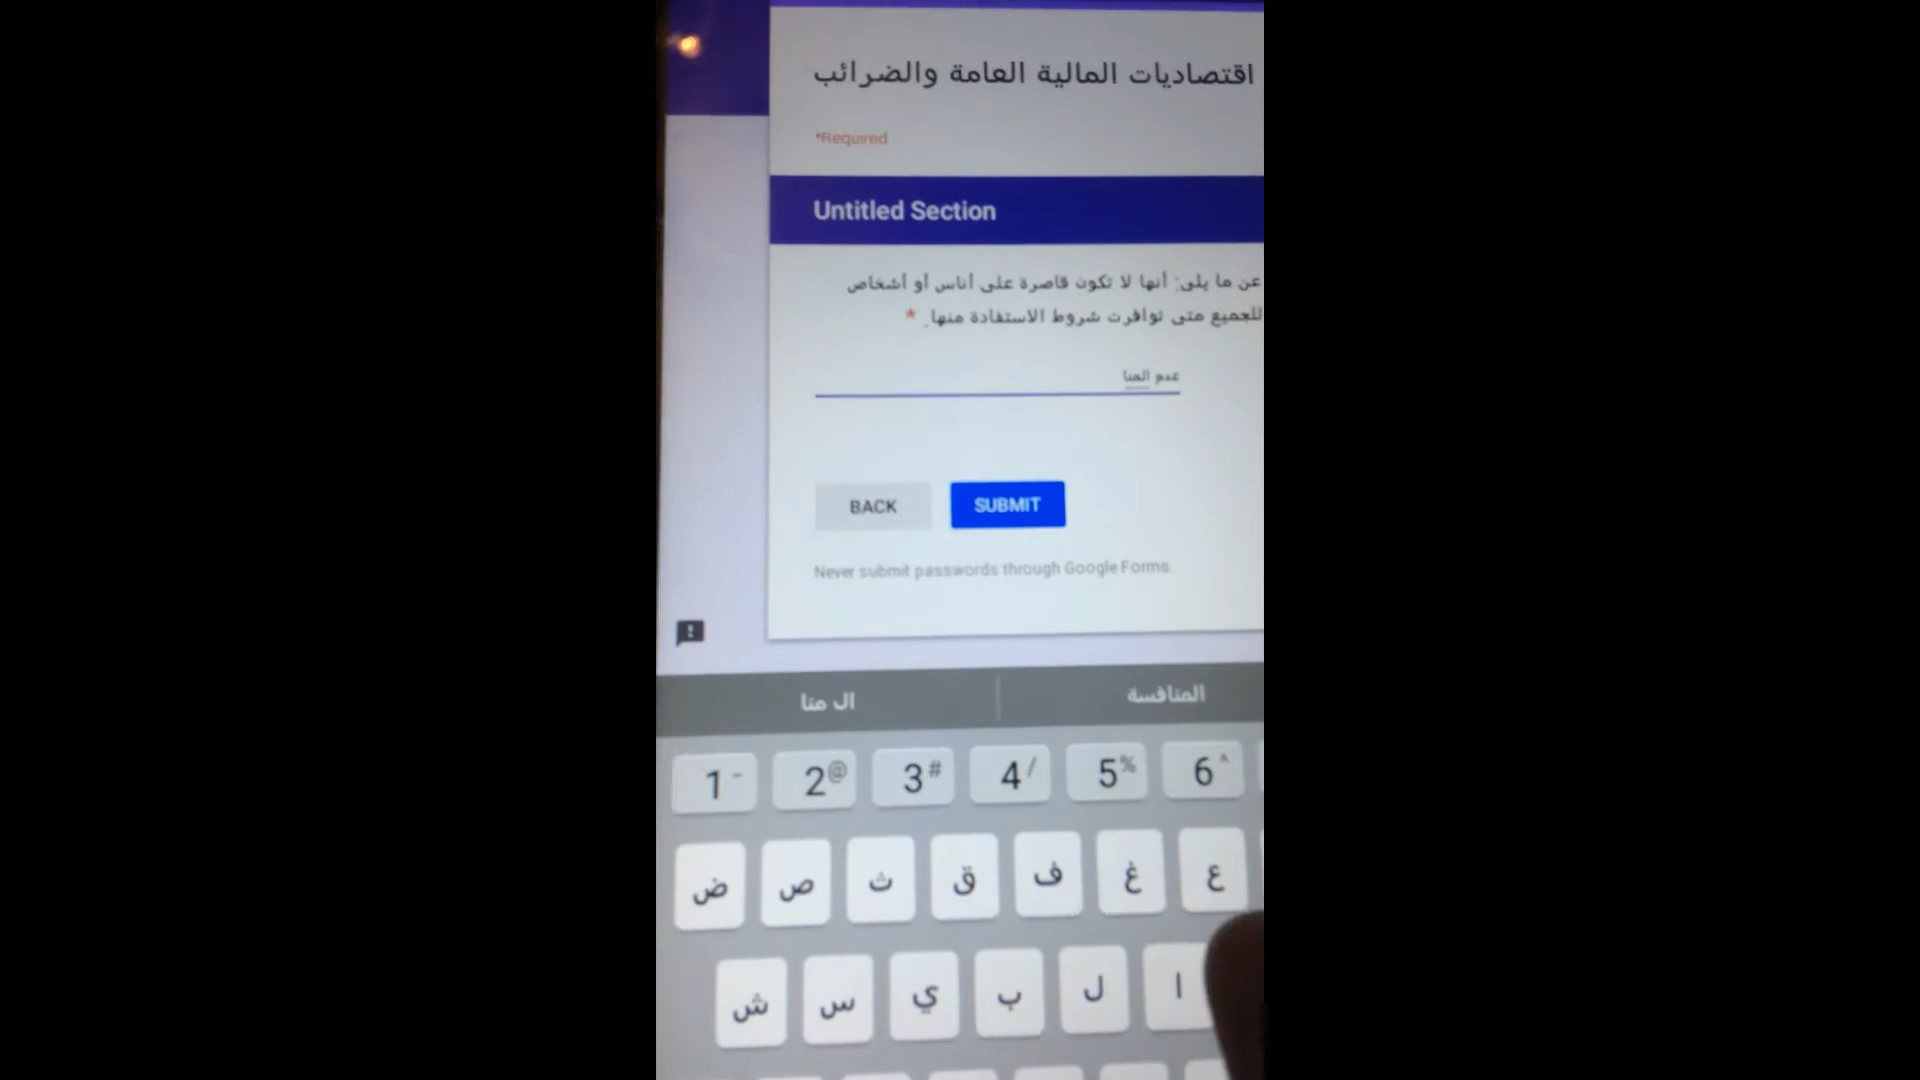 اقتصاديات المالية العامة والضرائب
*Required
Untitled Section
عن ما يلي: أنها لا تكون قاصرة على أناس أو أشخاص
للجميع متى توافرت شروط الاستفادة منها. *
عدم المنا
BACK
SUBMIT
Never submit passwords through Google Forms.
ال منا
المنافسة
1 - 2 @ 3 # 4 / 5 % 6 ^
ض ص ث ق ف غ ع
ش س ي ب ل ا